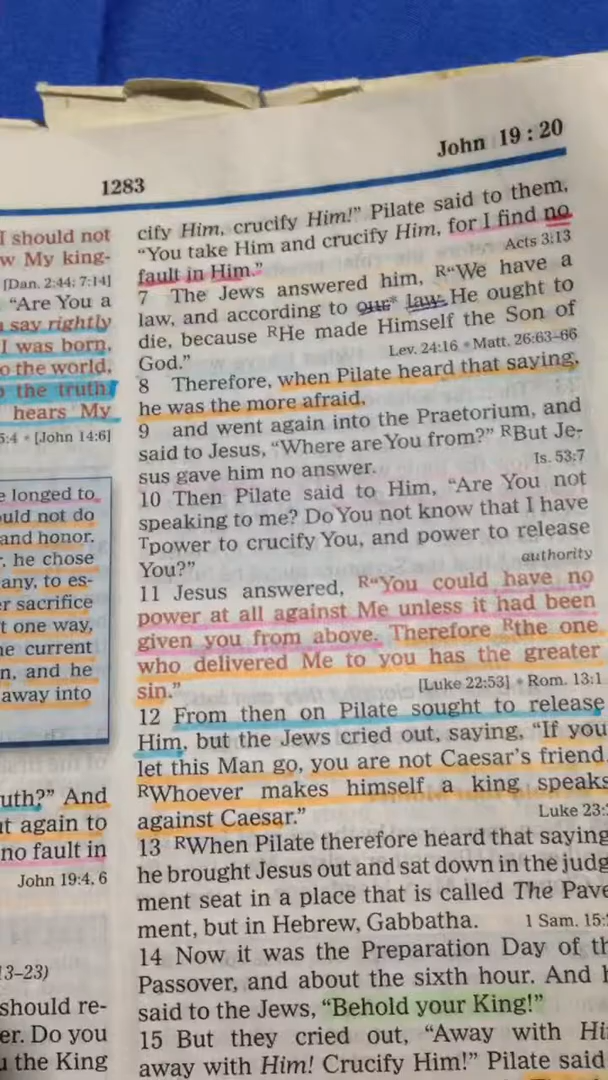 John 19:20
1283
I should not
w My king-
[Dan. 2:44; 7:14]
"Are You a
say rightly
I was born,
o the world,
the truth
hears My
5:4 • [John 14:6]
e longed to
uld not do
and honor.
he chose
any, to es-
er sacrifice
t one way,
he current
n, and he
away into
uth?" And
t again to
no fault in
John 19:4, 6
13–23)
should re-
er. Do you
the King
cify Him, crucify Him!" Pilate said to them,
"You take Him and crucify Him, for I find no
fault in Him."
Acts 3:13
7 The Jews answered him, R"We have a
law, and according to our* law He ought to
die, because RHe made Himself the Son of
God."
Lev. 24:16 • Matt. 26:63–66
8 Therefore, when Pilate heard that saying,
he was the more afraid,
9 and went again into the Praetorium, and
said to Jesus, "Where are You from?" RBut Je-
sus gave him no answer.
Is. 53:7
10 Then Pilate said to Him, "Are You not
speaking to me? Do You not know that I have
Tpower to crucify You, and power to release
You?"
authority
11 Jesus answered, R"You could have no
power at all against Me unless it had been
given you from above. Therefore Rthe one
who delivered Me to you has the greater
sin."
[Luke 22:53] • Rom. 13:1
12 From then on Pilate sought to release
Him, but the Jews cried out, saying, "If you
let this Man go, you are not Caesar's friend.
RWhoever makes himself a king speaks
against Caesar."
Luke 23:
13 RWhen Pilate therefore heard that saying
he brought Jesus out and sat down in the judg
ment seat in a place that is called The Pave
ment, but in Hebrew, Gabbatha.
1 Sam. 15:
14 Now it was the Preparation Day of th
Passover, and about the sixth hour. And h
said to the Jews, "Behold your King!"
15 But they cried out, "Away with Hi
away with Him! Crucify Him!" Pilate said